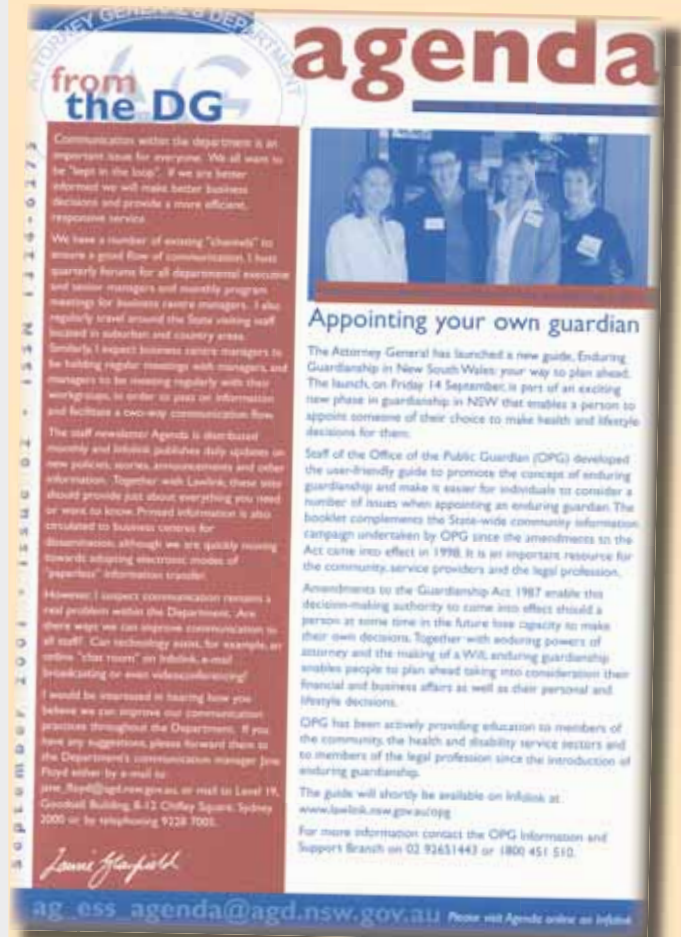 ATTORNEY GENERAL'S DEPARTMENT
agenda
from
the DG
Communication within the department is an
important issue for everyone. We all want to
be "kept in the loop". If we are better
informed we will make better business
decisions and provide a more efficient,
responsive service.
We have a number of existing "channels" to
ensure a good flow of communication. I host
quarterly forums for all departmental executive
and senior managers and monthly program
meetings for business centre managers. I also
regularly travel around the State visiting staff
located in suburban and country areas.
Similarly, I expect business centre managers to
be holding regular meetings with managers, and
managers to be meeting regularly with their
workgroups, in order to pass on information
and facilitate a two-way communication flow.
The staff newsletter Agenda is distributed
monthly and Infolink publishes daily updates on
new policies, stories, announcements and other
information. Together with Lawlink, these sites
should provide just about everything you need
or want to know. Printed information is also
circulated to business centres for
dissemination, although we are quickly moving
towards adopting electronic modes of
"paperless" information transfer.
However, I suspect communication remains a
real problem within the Department. Are
there ways we can improve communication to
all staff? Can technology assist, for example, an
online "chat room" on Infolink, e-mail
broadcasting or even videoconferencing?
I would be interested in hearing how you
believe we can improve our communication
practices throughout the Department. If you
have any suggestions, please forward them to
the Department's communication manager Jane
Floyd either by e-mail to
jane_floyd@agd.nsw.gov.au, or mail to Level 19,
Goodsell Building, 8-12 Chifley Square, Sydney
2000 or by telephoning 9228 7005.
Appointing your own guardian
The Attorney General has launched a new guide, Enduring
Guardianship in New South Wales: your way to plan ahead.
The launch, on Friday 14 September, is part of an exciting
new phase in guardianship in NSW that enables a person to
appoint someone of their choice to make health and lifestyle
decisions for them.
Staff of the Office of the Public Guardian (OPG) developed
the user-friendly guide to promote the concept of enduring
guardianship and make it easier for individuals to consider a
number of issues when appointing an enduring guardian. The
booklet complements the State-wide community information
campaign undertaken by OPG since the amendments to the
Act came into effect in 1998. It is an important resource for
the community, service providers and the legal profession.
Amendments to the Guardianship Act 1987 enable this
decision-making authority to come into effect should a
person at some time in the future lose capacity to make
their own decisions. Together with enduring powers of
attorney and the making of a Will, enduring guardianship
enables people to plan ahead taking into consideration their
financial and business affairs as well as their personal and
lifestyle decisions.
OPG has been actively providing education to members of
the community, the health and disability service sectors and
to members of the legal profession since the introduction of
enduring guardianship.
The guide will shortly be available on Infolink at
www.lawlink.nsw.gov.au/opg
For more information contact the OPG Information and
Support Branch on 02 92651443 or 1800 451 510.
ag_ess_agenda@agd.nsw.gov.au Please visit Agenda online on Infolink